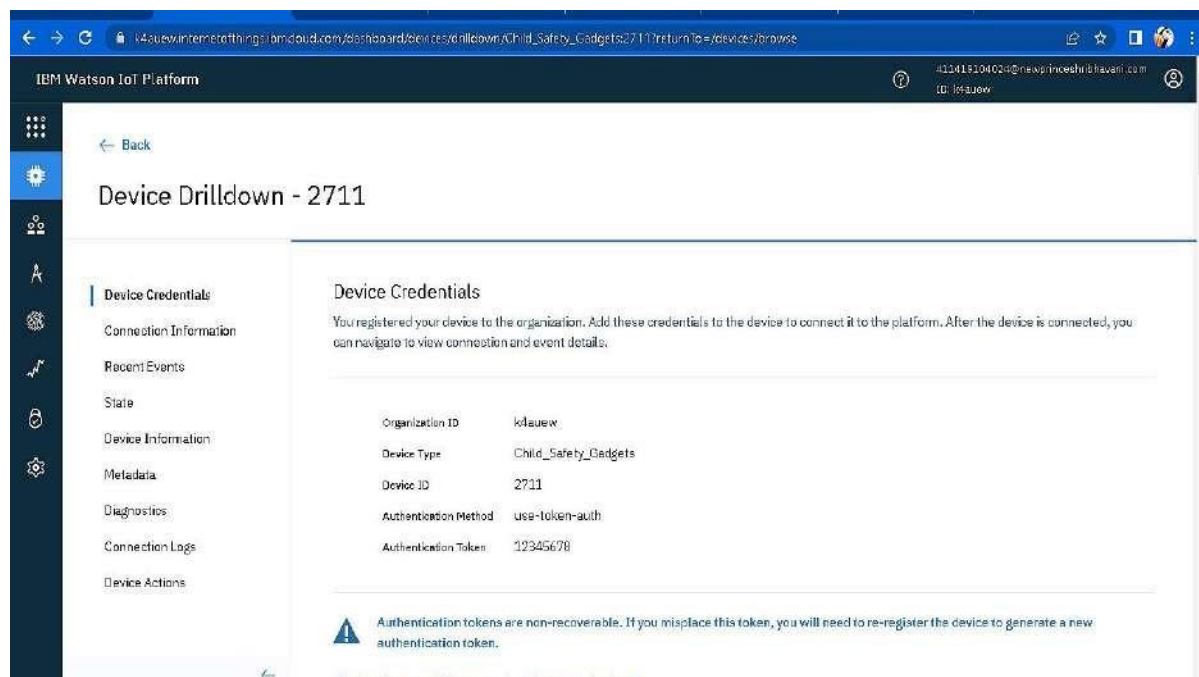 k4auew.internetofthings.ibmcloud.com/dashboard/devices/drilldown/Child_Safety_Gadgets:2711?returnTo=/devices/browse
IBM Watson IoT Platform
411419104024@newprinceshribhavani.com
ID: k4auew
← Back
Device Drilldown - 2711
Device Credentials
Connection Information
Recent Events
State
Device Information
Metadata
Diagnostics
Connection Logs
Device Actions
Device Credentials
You registered your device to the organization. Add these credentials to the device to connect it to the platform. After the device is connected, you
can navigate to view connection and event details.
Organization ID k4auew
Device Type Child_Safety_Gadgets
Device ID 2711
Authentication Method use-token-auth
Authentication Token 12345678
Authentication tokens are non-recoverable. If you misplace this token, you will need to re-register the device to generate a new
authentication token.